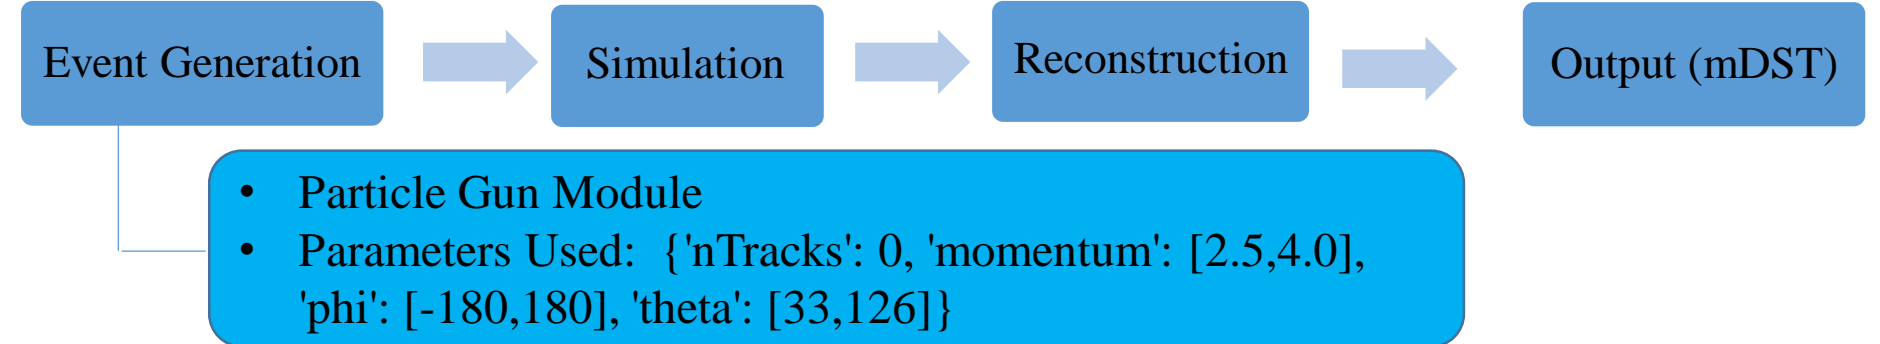 Event Generation
Simulation
Reconstruction
Output (mDST)
• Particle Gun Module
• Parameters Used: {'nTracks': 0, 'momentum': [2.5,4.0],
'phi': [-180,180], 'theta': [33,126]}